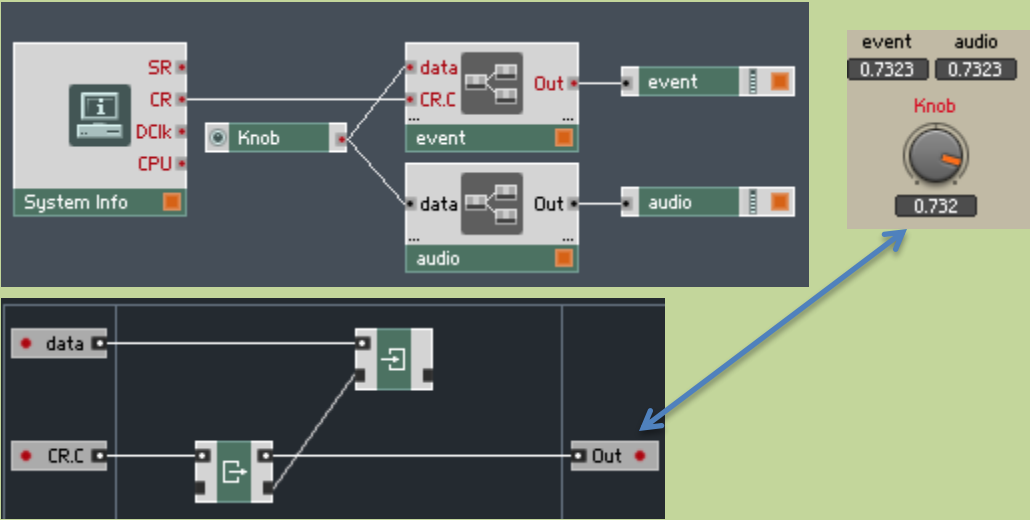 SR
CR
DClk
CPU
System Info
Knob
data
CR.C
Out
...
...
event
data
Out
...
...
audio
event
audio
event audio
0.7323 0.7323
Knob
0.732
data
CR.C
Out